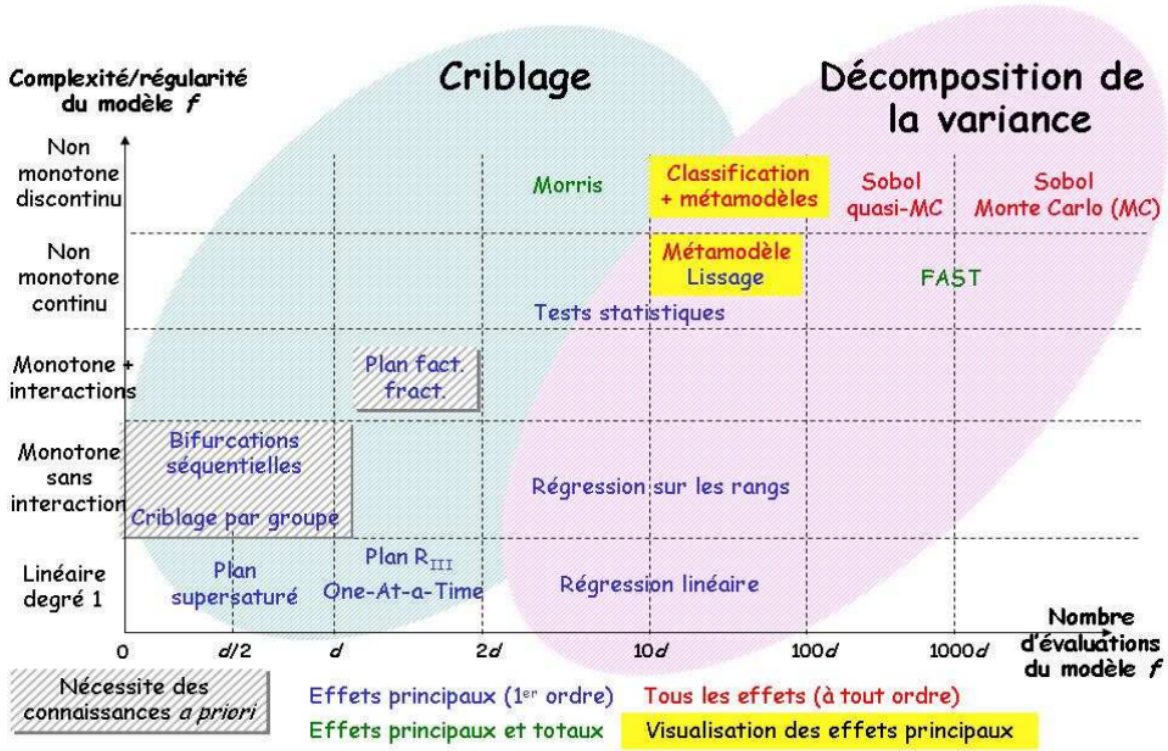 Complexité/régularité
du modèle f
Criblage
Décomposition de
la variance
Non
monotone
discontinu
Morris
Classification
+ métamodèles
Sobol
quasi-MC
Sobol
Monte Carlo (MC)
Non
monotone
continu
Métamodèle
Lissage
FAST
Tests statistiques
Monotone +
interactions
Plan fact.
fract.
Monotone
sans
interaction
Bifurcations
séquentielles
Criblage par groupe
Régression sur les rangs
Linéaire
degré 1
Plan
supersaturé
Plan RIII
One-At-a-Time
Régression linéaire
0
d/2
d
2d
10d
100d
1000d
Nombre
d'évaluations
du modèle f
Nécessite des
connaissances a priori
Effets principaux (1er ordre)
Tous les effets (à tout ordre)
Effets principaux et totaux
Visualisation des effets principaux